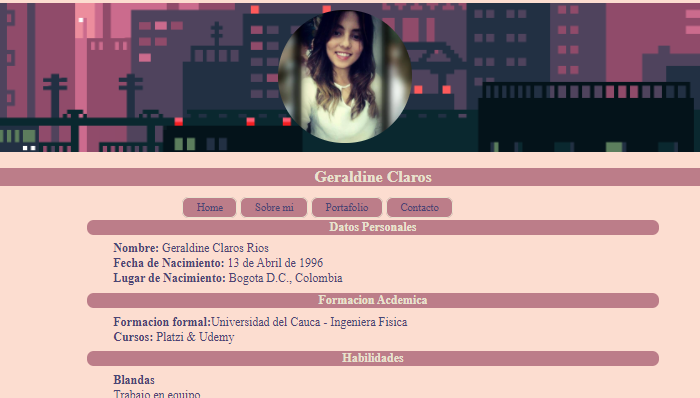 Geraldine Claros
Home Sobre mi Portafolio Contacto
Datos Personales
Nombre: Geraldine Claros Rios
Fecha de Nacimiento: 13 de Abril de 1996
Lugar de Nacimiento: Bogota D.C., Colombia
Formacion Acdemica
Formacion formal:Universidad del Cauca - Ingeniera Fisica
Cursos: Platzi & Udemy
Habilidades
Blandas
Trabajo en equipo